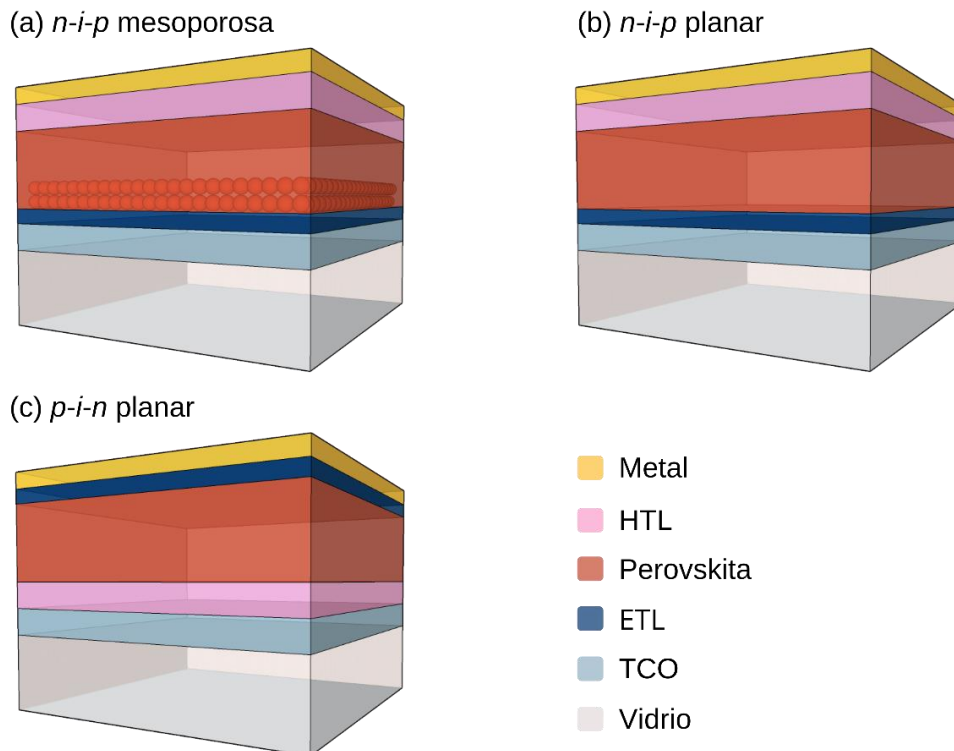 (a) n-i-p mesoporosa
(b) n-i-p planar
(c) p-i-n planar
Metal
HTL
Perovskita
ETL
TCO
Vidrio